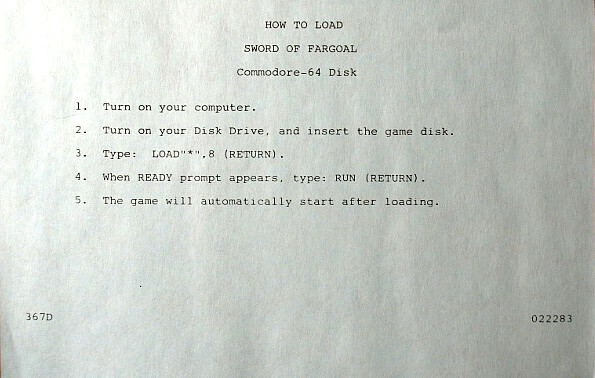 HOW TO LOAD
SWORD OF FARGOAL
Commodore-64 Disk
1. Turn on your computer.
2. Turn on your Disk Drive, and insert the game disk.
3. Type: LOAD"*",8 (RETURN).
4. When READY prompt appears, type: RUN (RETURN).
5. The game will automatically start after loading.
367D
022283